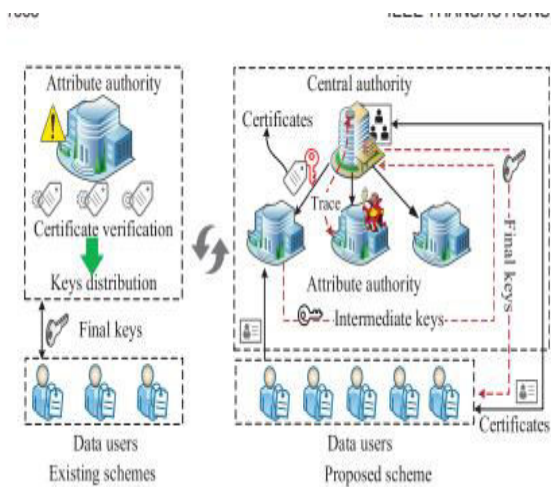 Attribute authority
Certificate verification
Keys distribution
Final keys
Data users
Existing schemes
Central authority
Certificates
Trace
Attribute authority
Intermediate keys
Final keys
Data users
Certificates
Proposed scheme